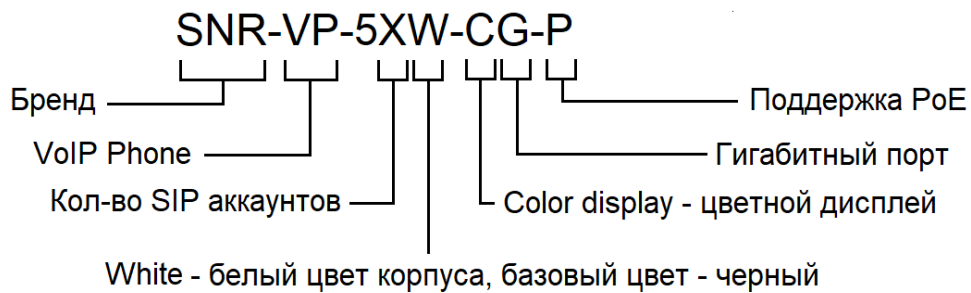 SNR-VP-5XW-CG-P
Бренд
Поддержка PoE
VoIP Phone
Гигабитный порт
Кол-во SIP аккаунтов
Color display - цветной дисплей
White - белый цвет корпуса, базовый цвет - черный